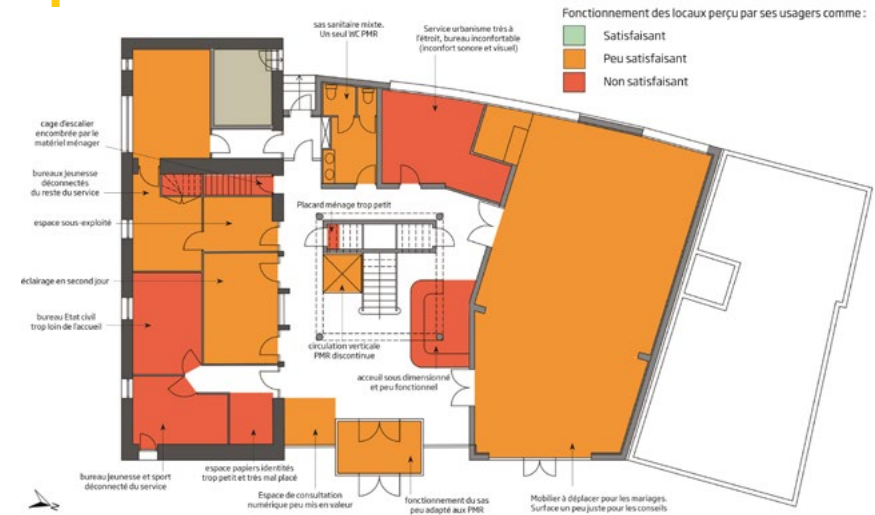 Fonctionnement des locaux perçu par ses usagers comme :
Satisfaisant
Peu satisfaisant
Non satisfaisant
sas sanitaire mixte.
Un seul WC PMR
Service urbanisme très à
l'étroit, bureau inconfortable
(inconfort sonore et visuel)
cage d'escalier
encombrée par le
matériel ménager
bureaux jeunesse
déconnectés
du reste du service
espace sous-exploité
éclairage en second jour
bureau Etat civil
trop loin de l'accueil
Placard ménage trop petit
circulation verticale
PMR discontinue
acceuil sous dimensionné
et peu fonctionnel
bureau jeunesse et sport
déconnecté du service
espace papiers identités
trop petit et très mal placé
Espace de consultation
numérique peu mis en valeur
fonctionnement du sas
peu adapté aux PMR
Mobilier à déplacer pour les mariages.
Surface un peu juste pour les conseils